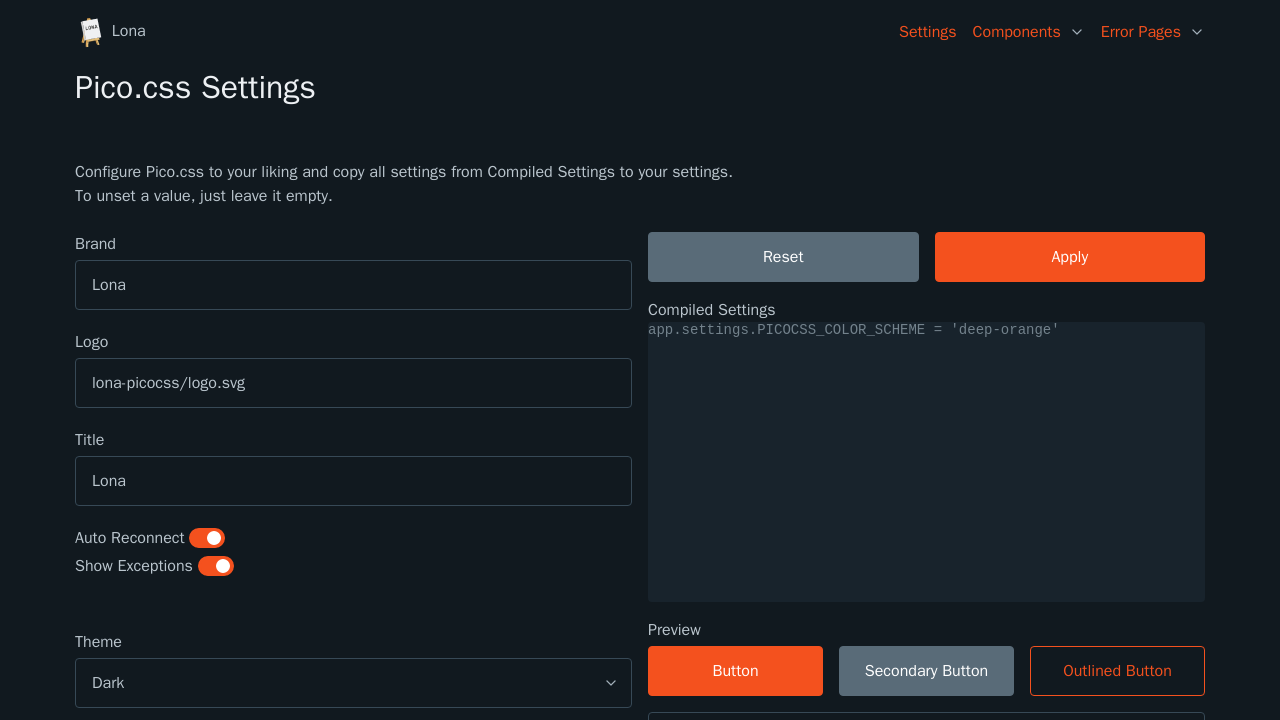 LONA
Lona
Settings
Components
Error Pages
Pico.css Settings
Configure Pico.css to your liking and copy all settings from Compiled Settings to your settings.
To unset a value, just leave it empty.
Brand
Lona
Logo
lona-picocss/logo.svg
Title
Lona
Auto Reconnect
Show Exceptions
Theme
Dark
Reset
Apply
Compiled Settings
app.settings.PICOCSS_COLOR_SCHEME = 'deep-orange'
Preview
Button
Secondary Button
Outlined Button